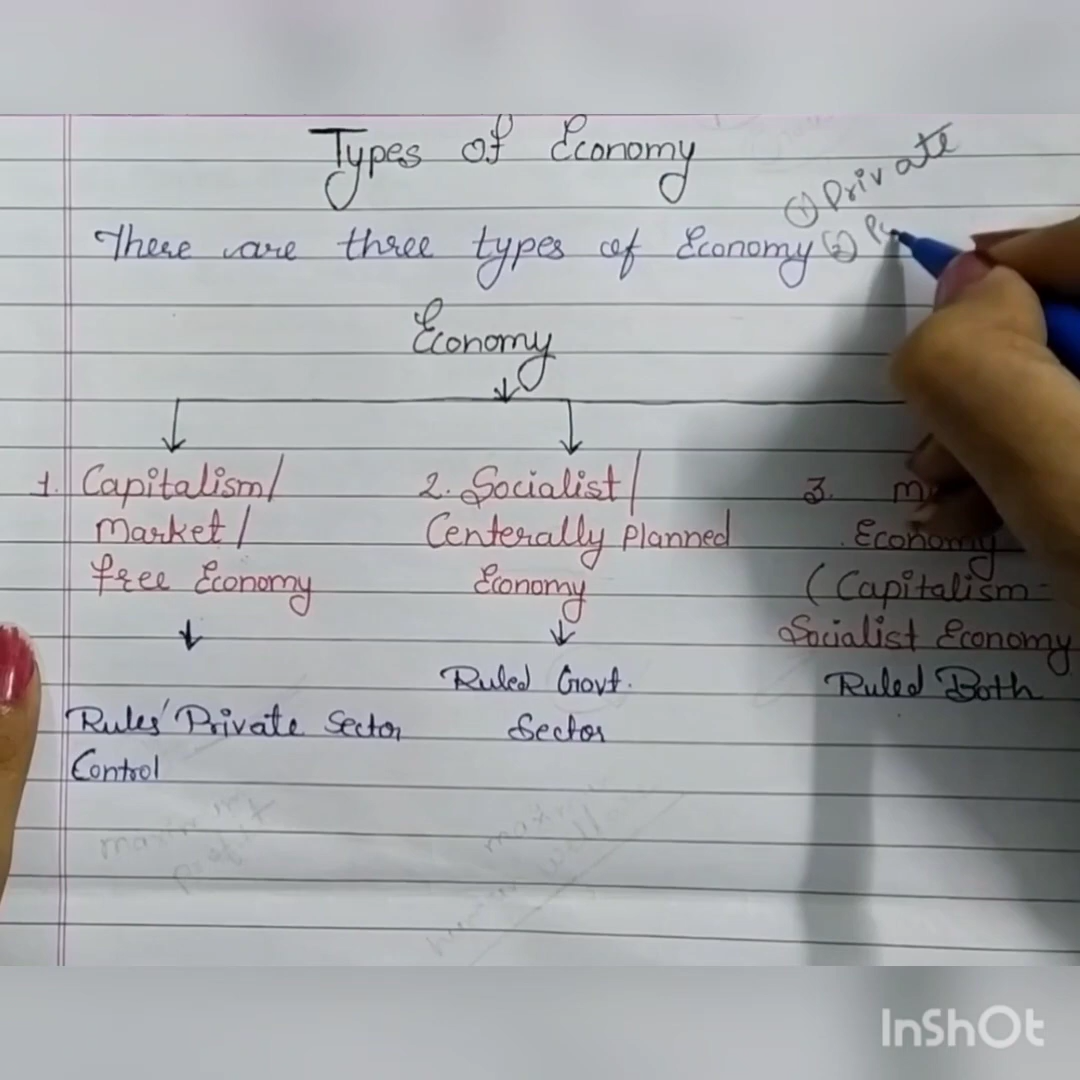 Types of Economy
① Private
There are three types of Economy ②
Economy
1. Capitalism/
Market/
free Economy
Rules' Private Sector
Control
2. Socialist/
Centerally Planned
Economy
Ruled Govt.
Sector
3.
Economy
(Capitalism-
Socialist Economy
Ruled Both
InShOt